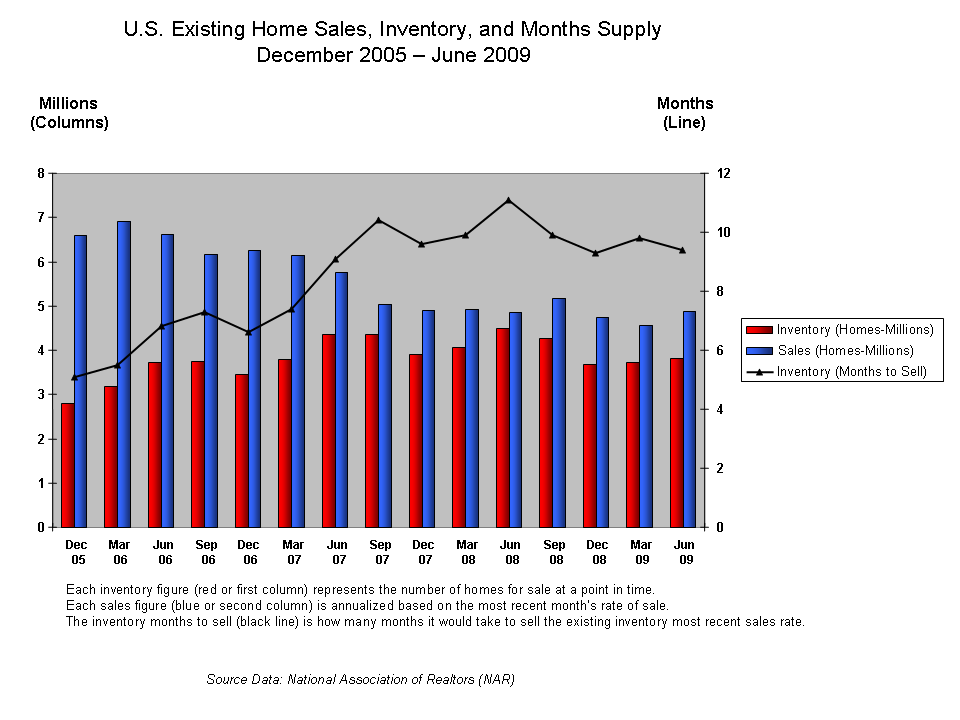 U.S. Existing Home Sales, Inventory, and Months Supply
December 2005 – June 2009
Millions
(Columns)
Months
(Line)
8
7
6
5
4
3
2
1
0
12
10
8
6
4
2
0
Inventory (Homes-Millions)
Sales (Homes-Millions)
Inventory (Months to Sell)
Dec Mar Jun Sep Dec Mar Jun Sep Dec Mar Jun Sep Dec Mar Jun
05 06 06 06 06 07 07 07 07 08 08 08 08 09 09
Each inventory figure (red or first column) represents the number of homes for sale at a point in time.
Each sales figure (blue or second column) is annualized based on the most recent month's rate of sale.
The inventory months to sell (black line) is how many months it would take to sell the existing inventory most recent sales rate.
Source Data: National Association of Realtors (NAR)